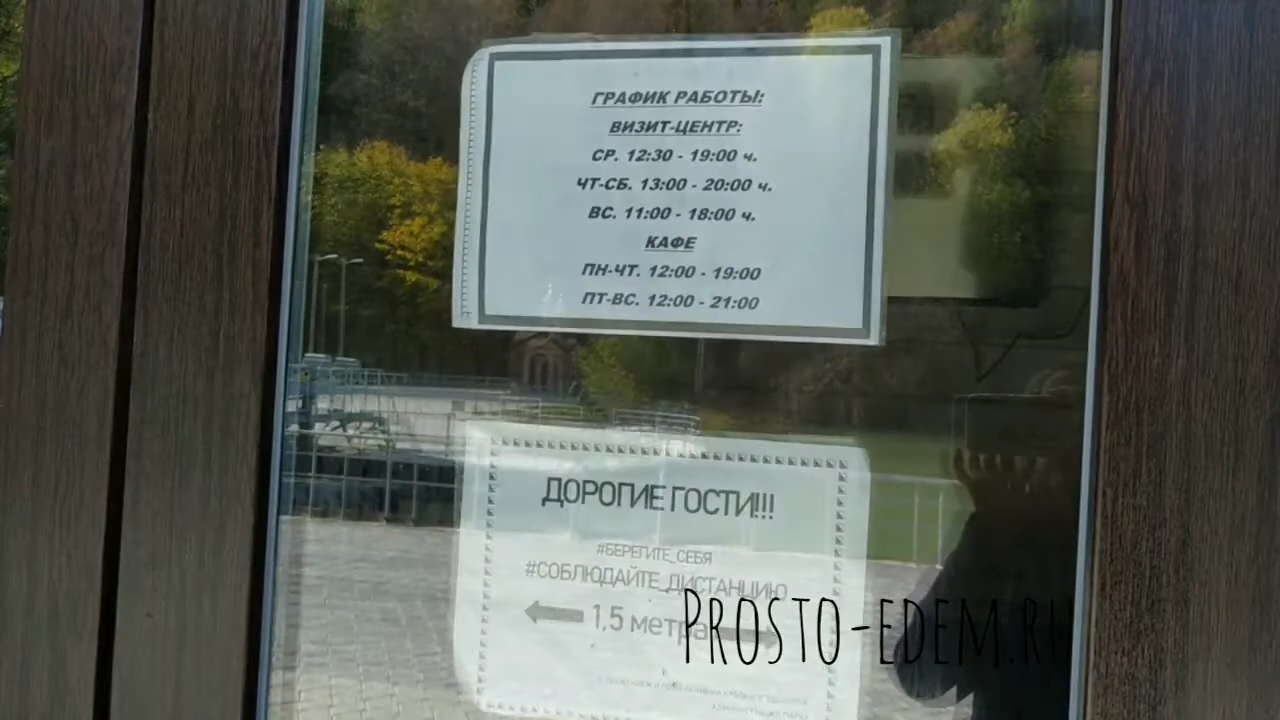 ГРАФИК РАБОТЫ:
ВИЗИТ-ЦЕНТР:
СР. 12:30 - 19:00 ч.
ЧТ-СБ. 13:00 - 20:00 ч.
ВС. 11:00 - 18:00 ч.
КАФЕ
ПН-ЧТ. 12:00 - 19:00
ПТ-ВС. 12:00 - 21:00
ДОРОГИЕ ГОСТИ!!!
#БЕРЕГИТЕ_СЕБЯ
#СОБЛЮДАЙТЕ_ДИСТАНЦИЮ
1,5 метра
Prosto-edem.ru